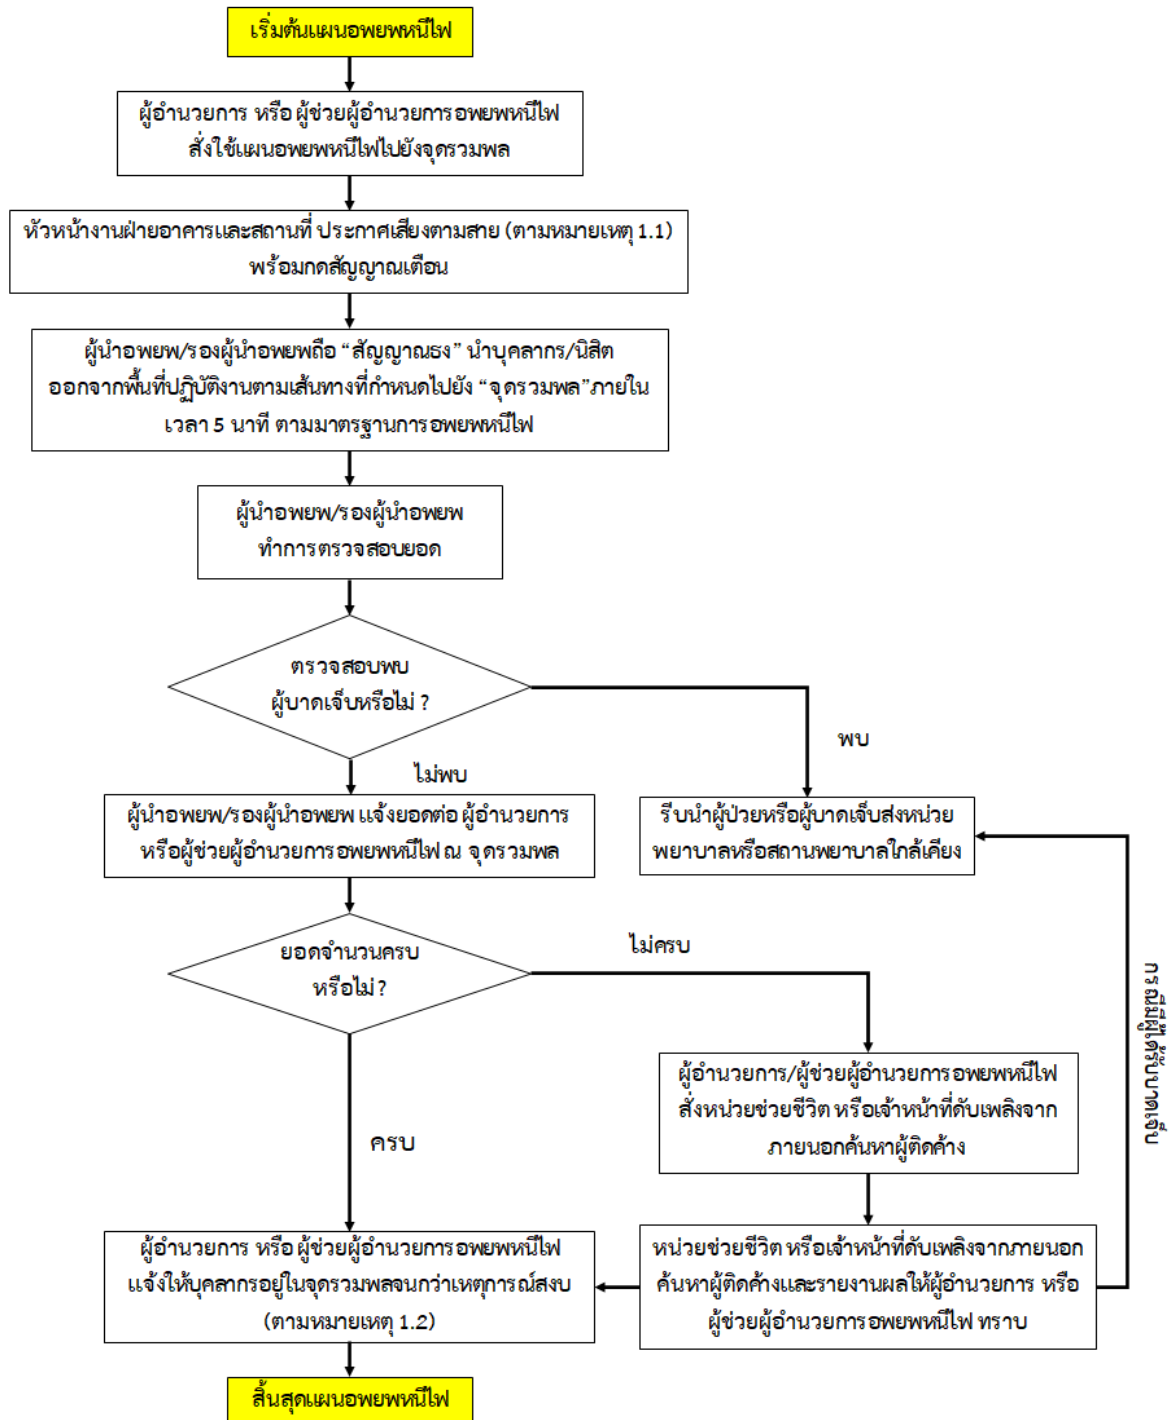 เริ่มต้นแผนอพยพหนีไฟ
ผู้อำนวยการ หรือ ผู้ช่วยผู้อำนวยการอพยพหนีไฟ
สั่งใช้แผนอพยพหนีไฟไปยังจุดรวมพล
หัวหน้างานฝ่ายอาคารและสถานที่ ประกาศเสียงตามสาย (ตามหมายเหตุ 1.1)
พร้อมกดสัญญาณเตือน
ผู้นำอพยพ/รองผู้นำอพยพถือ “สัญญาณธง” นำบุคลากร/นิสิต
ออกจากพื้นที่ปฏิบัติงานตามเส้นทางที่กำหนดไปยัง “จุดรวมพล”ภายใน
เวลา 5 นาที ตามมาตรฐานการอพยพหนีไฟ
ผู้นำอพยพ/รองผู้นำอพยพ
ทำการตรวจสอบยอด
ตรวจสอบพบ
ผู้บาดเจ็บหรือไม่ ?
พบ
ไม่พบ
ผู้นำอพยพ/รองผู้นำอพยพ แจ้งยอดต่อ ผู้อำนวยการ
หรือผู้ช่วยผู้อำนวยการอพยพหนีไฟ ณ จุดรวมพล
รีบนำผู้ป่วยหรือผู้บาดเจ็บส่งหน่วย
พยาบาลหรือสถานพยาบาลใกล้เคียง
ยอดจำนวนครบ
หรือไม่ ?
ไม่ครบ
กรณีมีผู้ได้รับบาดเจ็บ
ผู้อำนวยการ/ผู้ช่วยผู้อำนวยการอพยพหนีไฟ
สั่งหน่วยช่วยชีวิต หรือเจ้าหน้าที่ดับเพลิงจาก
ภายนอกค้นหาผู้ติดค้าง
ครบ
ผู้อำนวยการ หรือ ผู้ช่วยผู้อำนวยการอพยพหนีไฟ
แจ้งให้บุคลากรอยู่ในจุดรวมพลจนกว่าเหตุการณ์สงบ
(ตามหมายเหตุ 1.2)
หน่วยช่วยชีวิต หรือเจ้าหน้าที่ดับเพลิงจากภายนอก
ค้นหาผู้ติดค้างและรายงานผลให้ผู้อำนวยการ หรือ
ผู้ช่วยผู้อำนวยการอพยพหนีไฟ ทราบ
สิ้นสุดแผนอพยพหนีไฟ